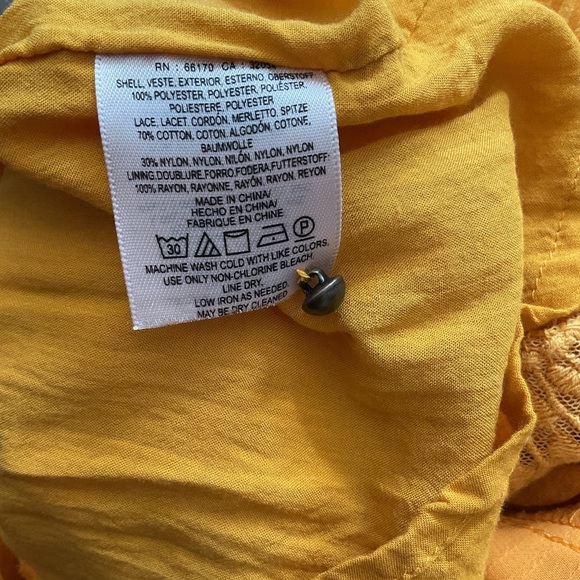 RN : 66170 CA :
SHELL, VESTE, EXTERIOR, ESTERNO, OBERSTOFF
100% POLYESTER, POLYESTER, POLIÉSTER,
POLIESTERE, POLYESTER
LACE, LACET, CORDÓN, MERLETTO, SPITZE
70% COTTON, COTON, ALGODÓN, COTONE,
BAUMWOLLE
30% NYLON, NYLON, NILÓN, NYLON, NYLON
LINING, DOUBLURE, FORRO, FODERA, FUTTERSTOFF:
100% RAYON, RAYONNE, RAYÓN, RAYON, REYON
MADE IN CHINA/
HECHO EN CHINA/
FABRIQUE EN CHINE
30 P
MACHINE WASH COLD WITH LIKE COLORS.
USE ONLY NON-CHLORINE BLEACH
LINE DRY,
LOW IRON AS NEEDED.
MAY BE DRY CLEANED